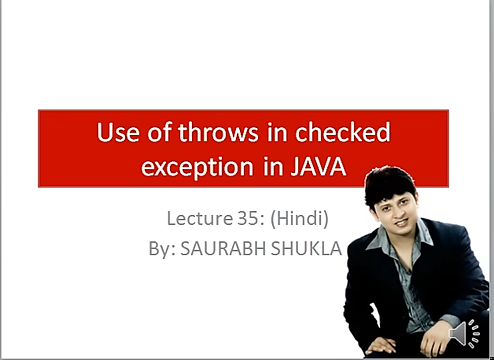 Use of throws in checked
exception in JAVA
Lecture 35: (Hindi)
By: SAURABH SHUKLA